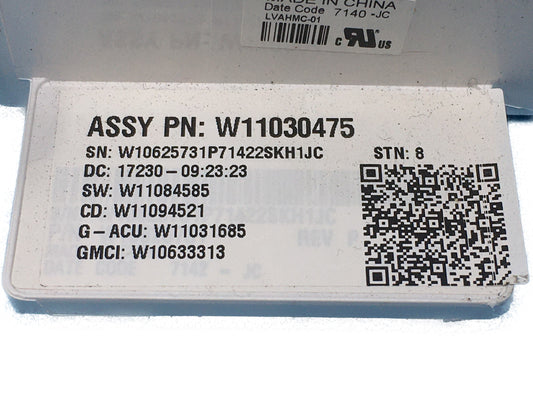 MADE IN CHINA
Date Code 7140 -JC
LVAHMC-01
c RU US
ASSY PN: W11030475
SN: W10625731P71422SKH1JC
STN: 8
DC: 17230-09:23:23
SW: W11084585
CD: W11094521
G-ACU: W11031685
GMCI: W10633313
DATE CODE 7142 - JC